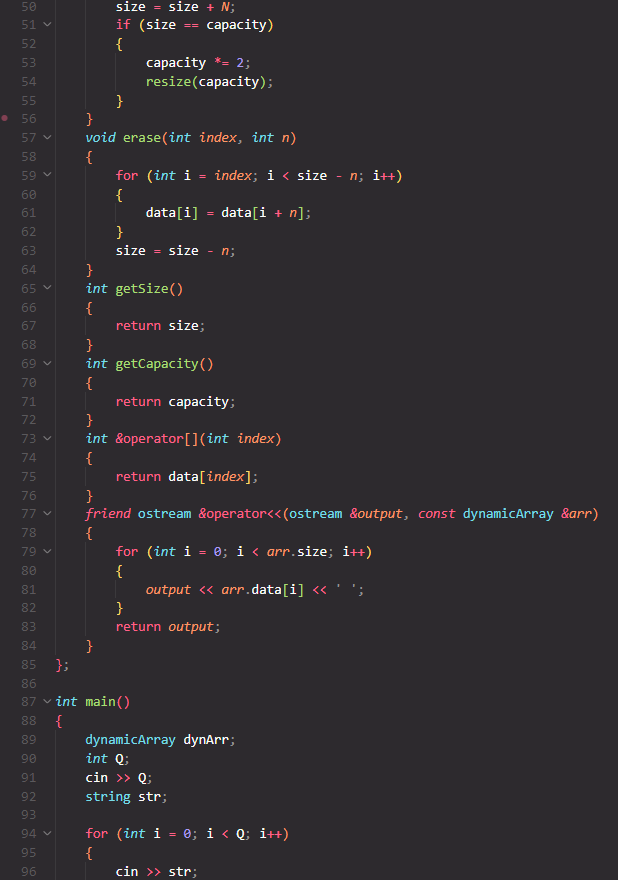 50 size = size + N;
51 if (size == capacity)
52 {
53 capacity *= 2;
54 resize(capacity);
55 }
56 }
57 void erase(int index, int n)
58 {
59 for (int i = index; i < size - n; i++)
60 {
61 data[i] = data[i + n];
62 }
63 size = size - n;
64 }
65 int getSize()
66 {
67 return size;
68 }
69 int getCapacity()
70 {
71 return capacity;
72 }
73 int &operator[](int index)
74 {
75 return data[index];
76 }
77 friend ostream &operator<<(ostream &output, const dynamicArray &arr)
78 {
79 for (int i = 0; i < arr.size; i++)
80 {
81 output << arr.data[i] << ' ';
82 }
83 return output;
84 }
85 };
86
87 int main()
88 {
89 dynamicArray dynArr;
90 int Q;
91 cin >> Q;
92 string str;
93
94 for (int i = 0; i < Q; i++)
95 {
96 cin >> str;